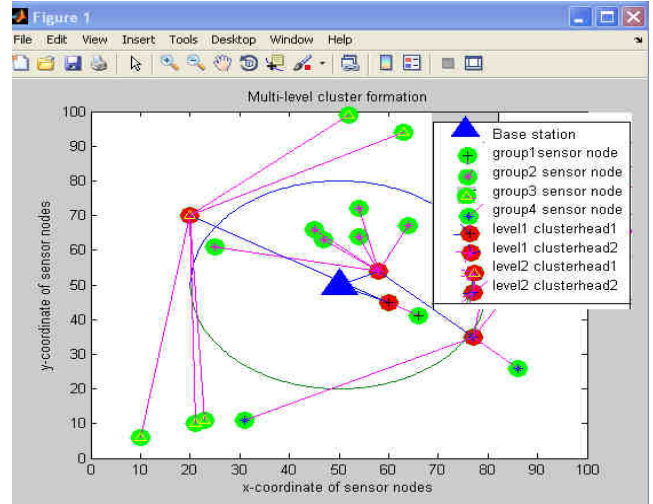 Figure 1
File Edit View Insert Tools Desktop Window Help
Multi-level cluster formation
Base station
group1sensor node
group2 sensor node
group3 sensor node
group4 sensor node
level1 clusterhead1
level1 clusterhead2
level2 clusterhead1
level2 clusterhead2
y-coordinate of sensor nodes
100
90
80
70
60
50
40
30
20
10
0
0 10 20 30 40 50 60 70 80 90 100
x-coordinate of sensor nodes